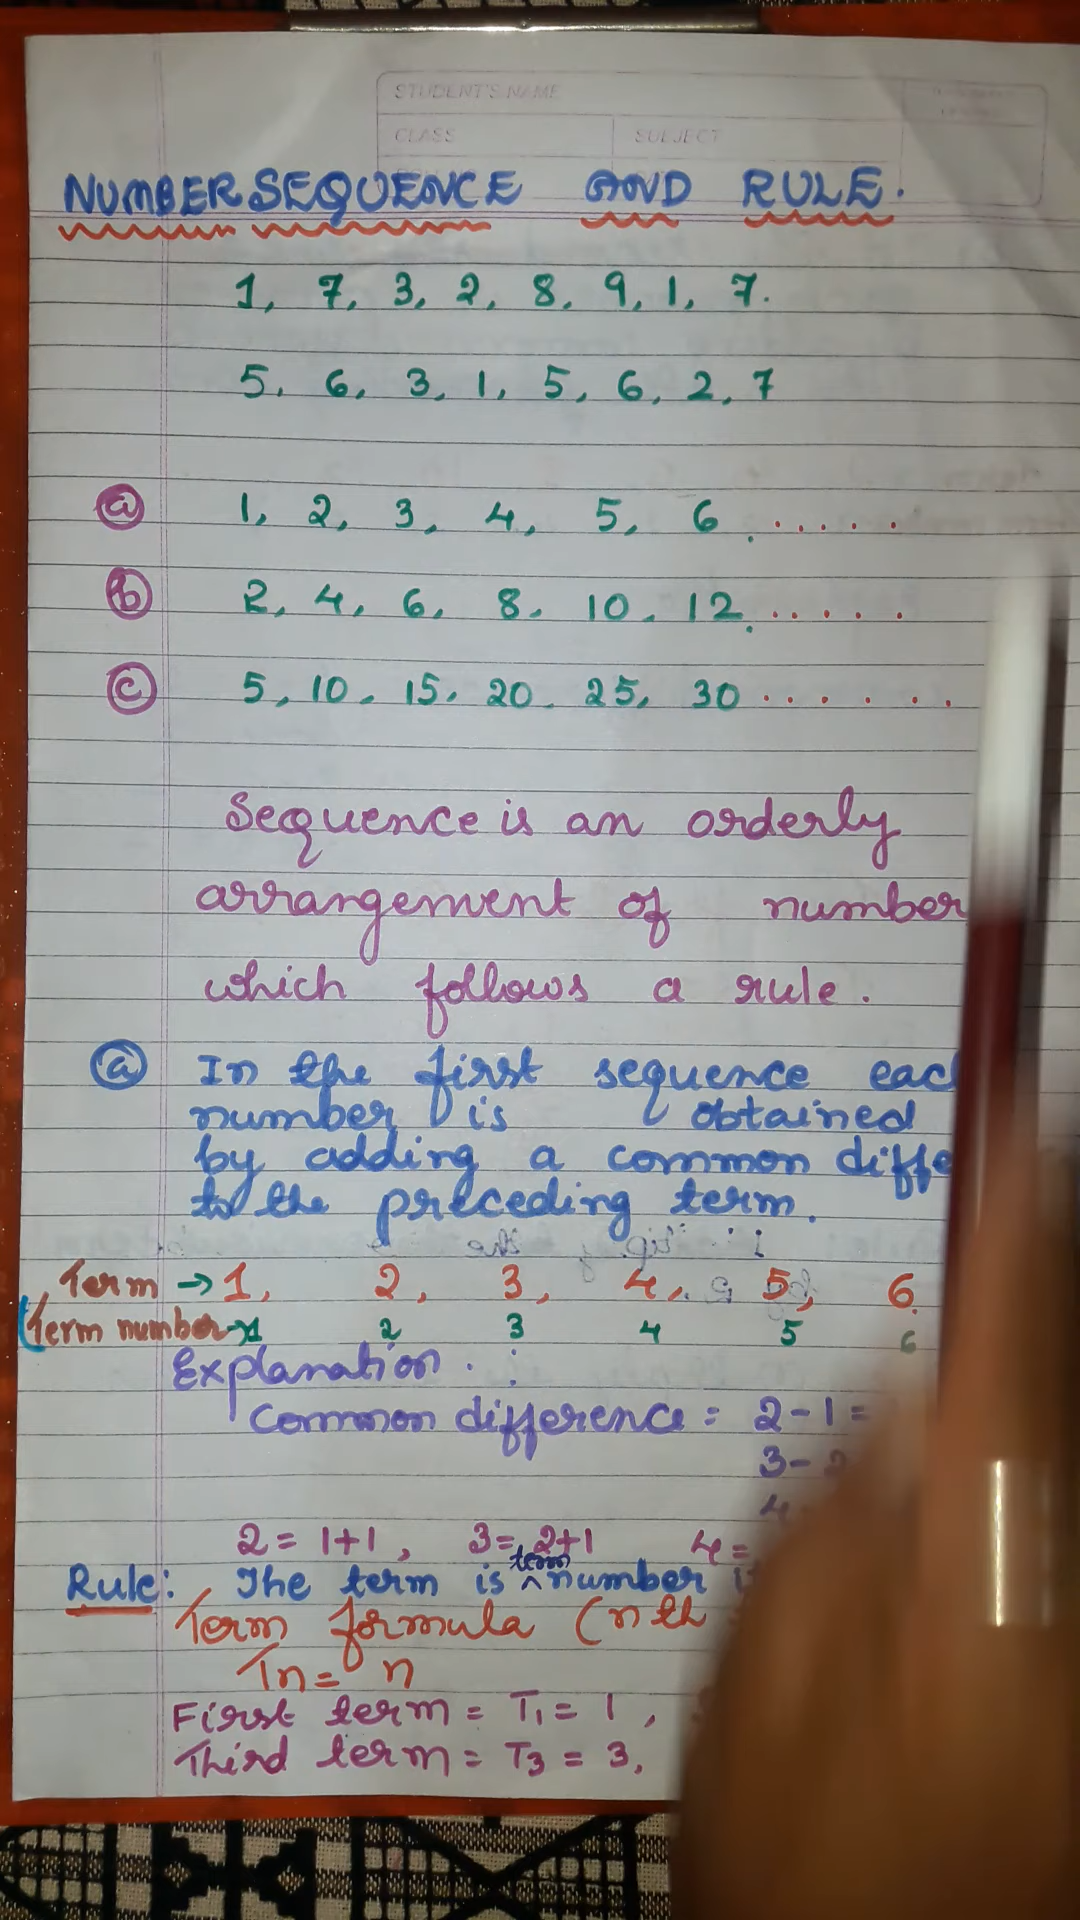 STUDENT'S NAME
CLASS SUBJECT
NUMBER SEQUENCE AND RULE.
1, 7, 3, 2, 8, 9, 1, 7.
5, 6, 3, 1, 5, 6, 2, 7
(a) 1, 2, 3, 4, 5, 6, .....
(b) 2, 4, 6, 8, 10, 12, .....
(c) 5, 10, 15, 20, 25, 30 ......
Sequence is an orderly
arrangement of number
which follows a rule.
(a) In the first sequence each
number is obtained
by adding a common diffe
to the preceding term.
Term → 1, 2, 3, 4, 5, 6.
(Term number → 1 2 3 4 5 6
Explanation. :
Common difference = 2 - 1 =
3 - 2
4
2 = 1+1, 3 = 2+1 4 =
Rule: The term is term number
Term formula (nth
Tn = n
First term = T1 = 1,
Third term = T3 = 3,